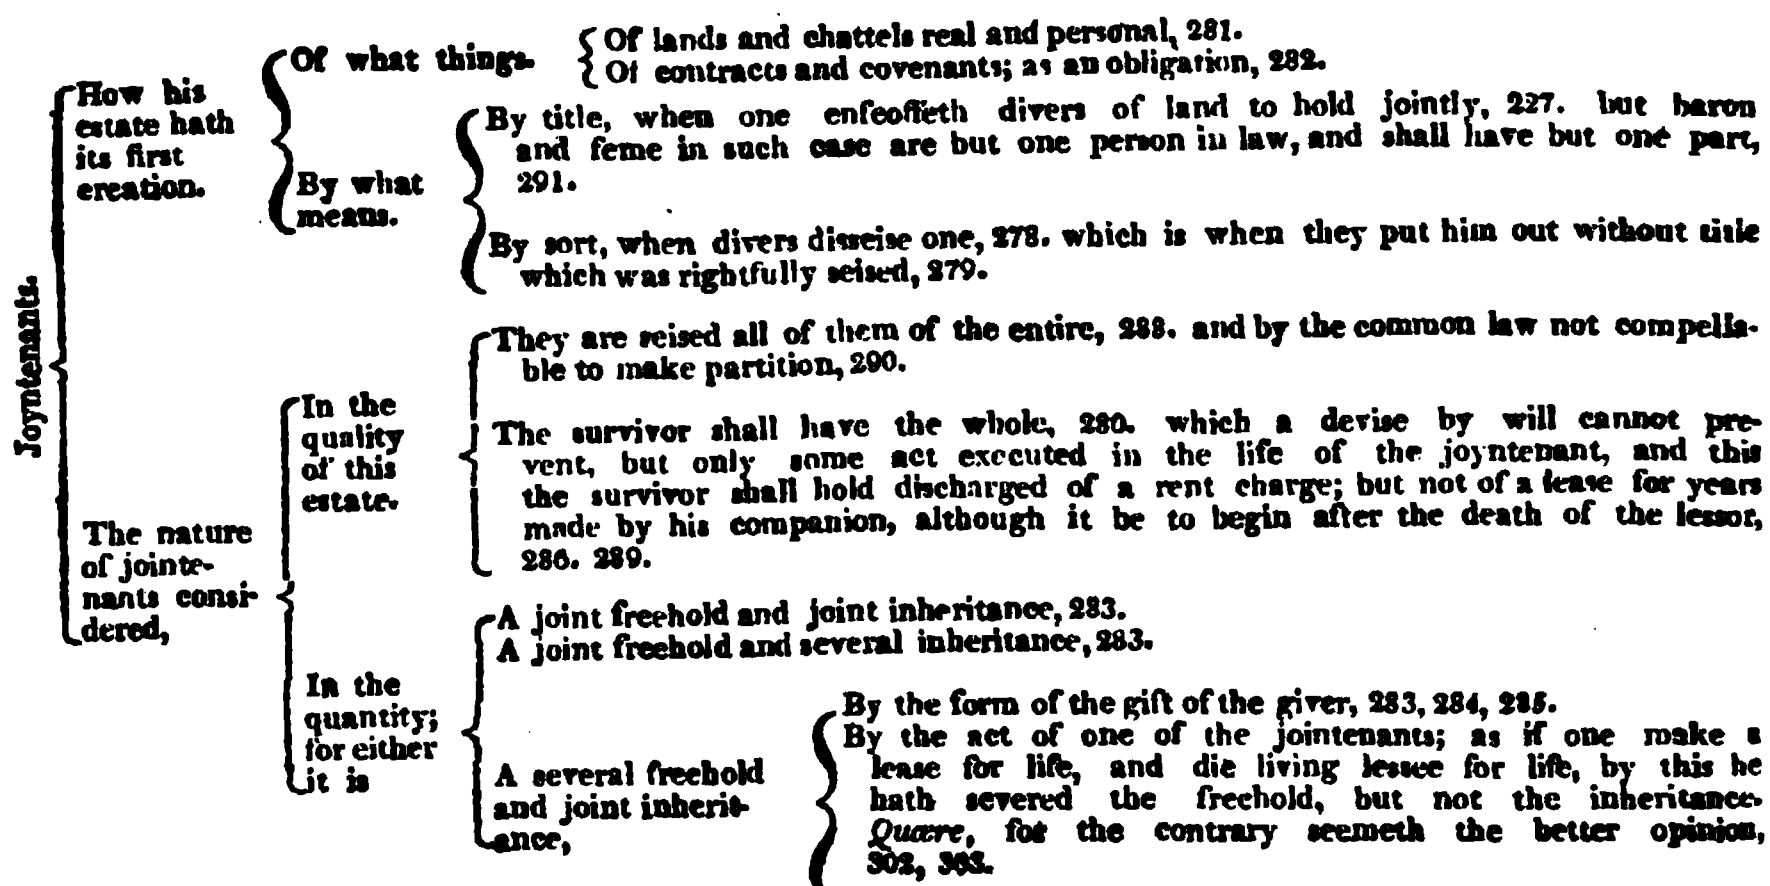 Joyntenants.
How his
estate hath
its first
creation.
Of what things.
Of lands and chattels real and personal, 281.
Of contracts and covenants; as an obligation, 282.
By what
means.
By title, when one enfeoffeth divers of land to hold jointly, 227. but baron
and feme in such case are but one person in law, and shall have but one part,
291.
By sort, when divers disseise one, 278. which is when they put him out without title
which was rightfully seised, 279.
The nature
of jointe-
nants consi-
dered,
In the
quality
of this
estate.
They are seised all of them of the entire, 288. and by the common law not compella-
ble to make partition, 290.
The survivor shall have the whole, 280. which a devise by will cannot pre-
vent, but only some act executed in the life of the joyntenant, and this
the survivor shall hold discharged of a rent charge; but not of a lease for years
made by his companion, although it be to begin after the death of the lessor,
286. 289.
In the
quantity;
for either
it is
A joint freehold and joint inheritance, 283.
A joint freehold and several inheritance, 283.
A several freehold
and joint inherit-
ance,
By the form of the gift of the giver, 283, 284, 285.
By the act of one of the jointenants; as if one make a
lease for life, and die living lessee for life, by this he
hath severed the freehold, but not the inheritance.
Quære, for the contrary seemeth the better opinion,
302,